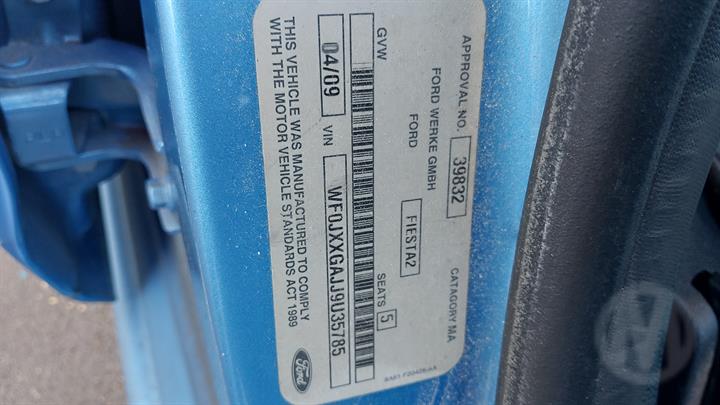 APPROVAL NO. 39832 CATAGORY MA
FORD WERKE GMBH
FORD FIESTA2
GVW SEATS 5
04/09 VIN WF0JXXGAJJ9U35785
THIS VEHICLE WAS MANUFACTURED TO COMPLY
WITH THE MOTOR VEHICLE STANDARDS ACT 1989
Ford